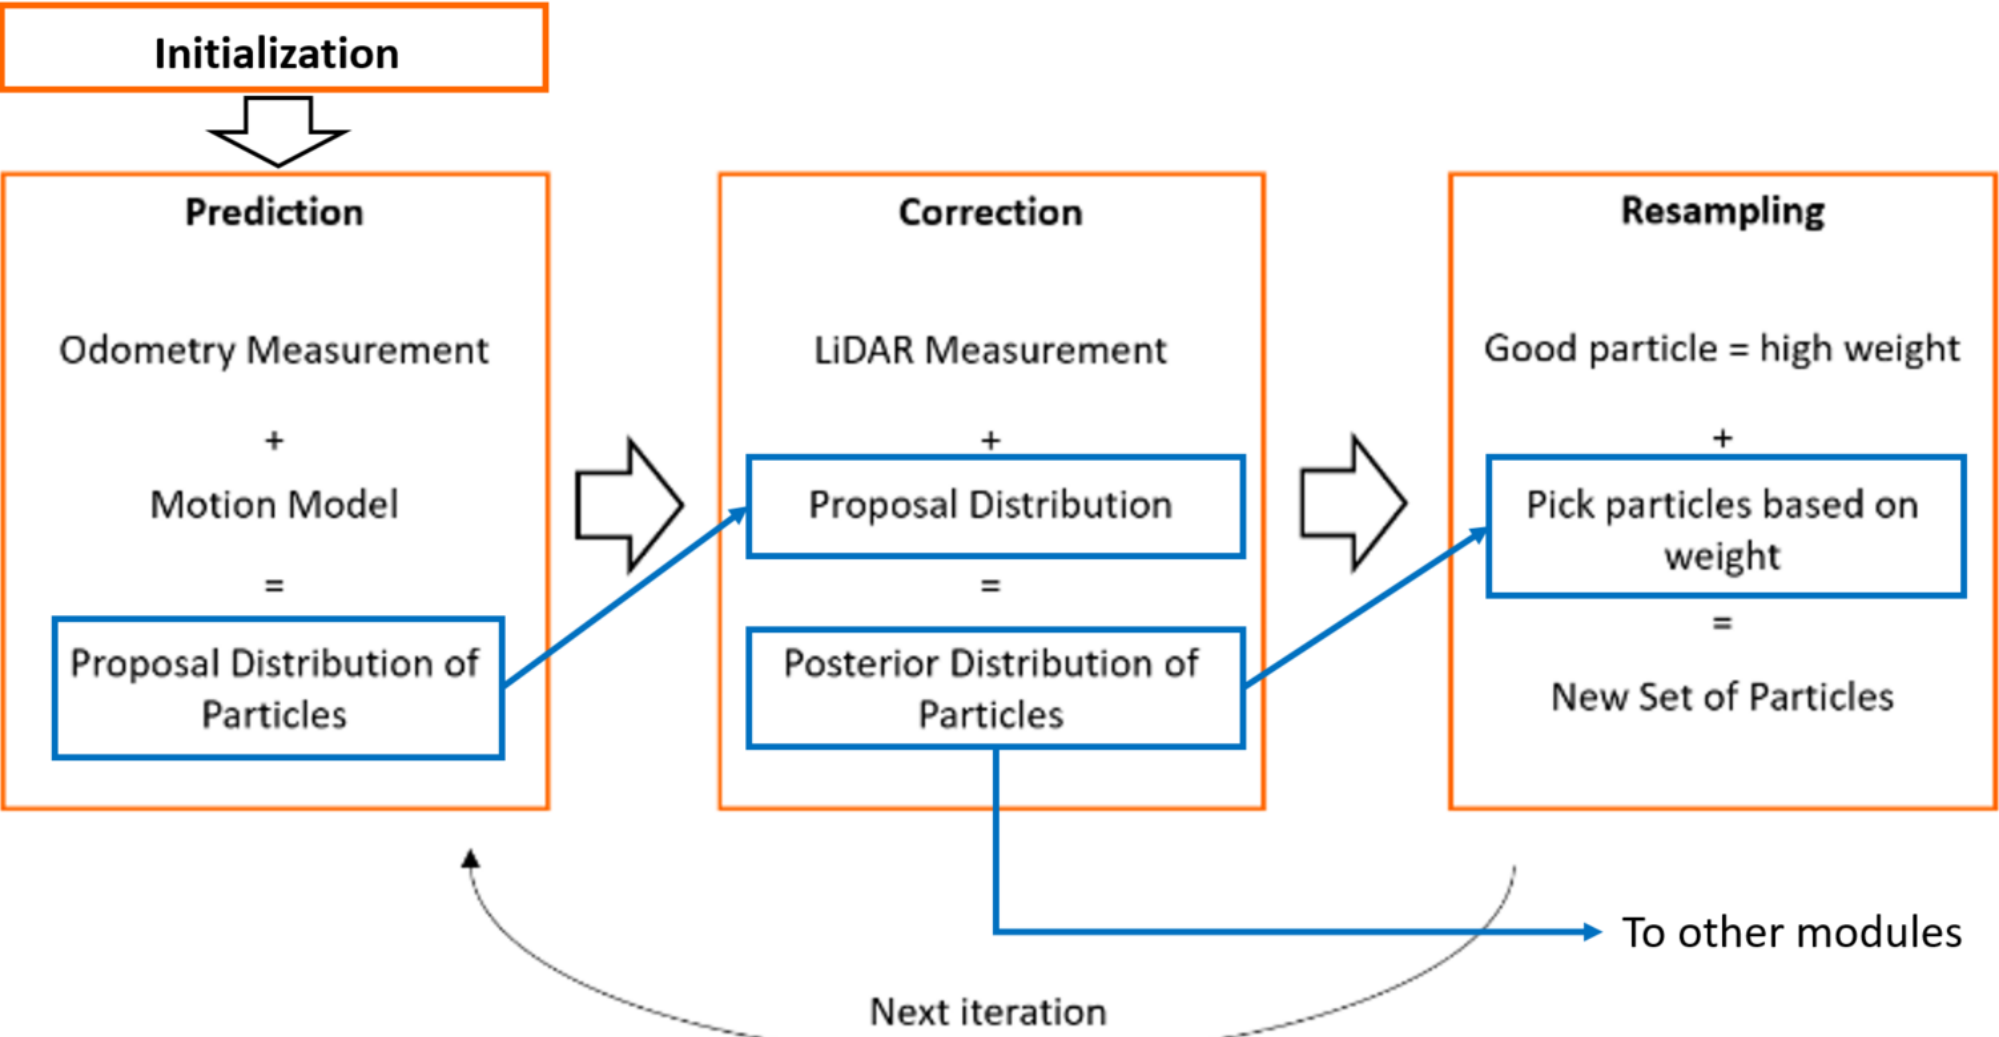 Initialization
Prediction
Odometry Measurement
+
Motion Model
=
Proposal Distribution of
Particles
Correction
LiDAR Measurement
+
Proposal Distribution
=
Posterior Distribution of
Particles
Resampling
Good particle = high weight
+
Pick particles based on
weight
=
New Set of Particles
To other modules
Next iteration